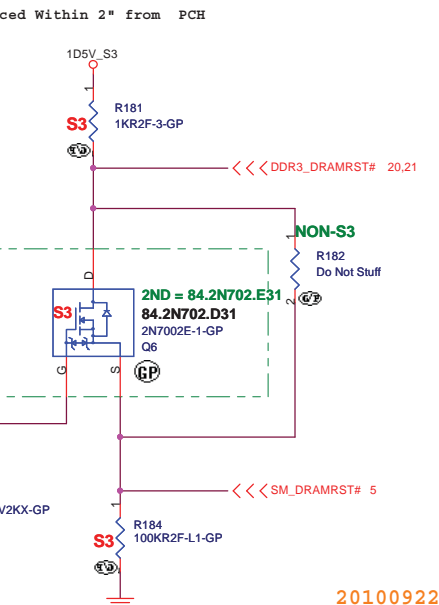 ced Within 2" from PCH
1D5V_S3
1
R181
S3
1KR2F-3-GP
DDR3_DRAMRST# 20,21
NON-S3
1
R182
Do Not Stuff
2
G/P
D
2ND = 84.2N702.E31
S3
84.2N702.D31
2N7002E-1-GP
Q6
G
S
GP
SM_DRAMRST# 5
V2KX-GP
1
R184
S3
100KR2F-L1-GP
20100922